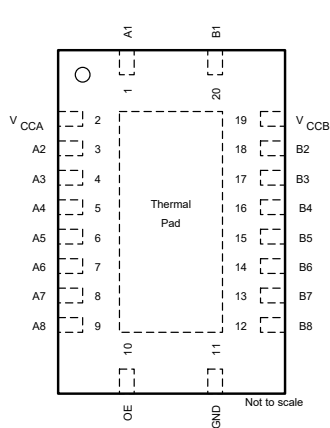 A1 B1
1 20
VCCA 2 19 VCCB
A2 3 18 B2
A3 4 17 B3
A4 5 16 B4
Thermal
Pad
A5 6 15 B5
A6 7 14 B6
A7 8 13 B7
A8 9 12 B8
10 11
OE GND
Not to scale